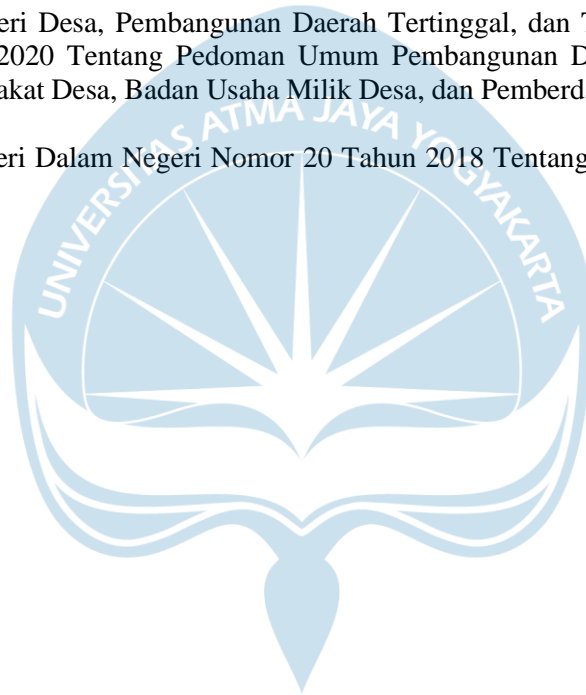 eri Desa, Pembangunan Daerah Tertinggal, dan T
2020 Tentang Pedoman Umum Pembangunan D
akat Desa, Badan Usaha Milik Desa, dan Pemberd
UNIVERSITAS ATMA JAYA YOGYAKARTA
eri Dalam Negeri Nomor 20 Tahun 2018 Tentang